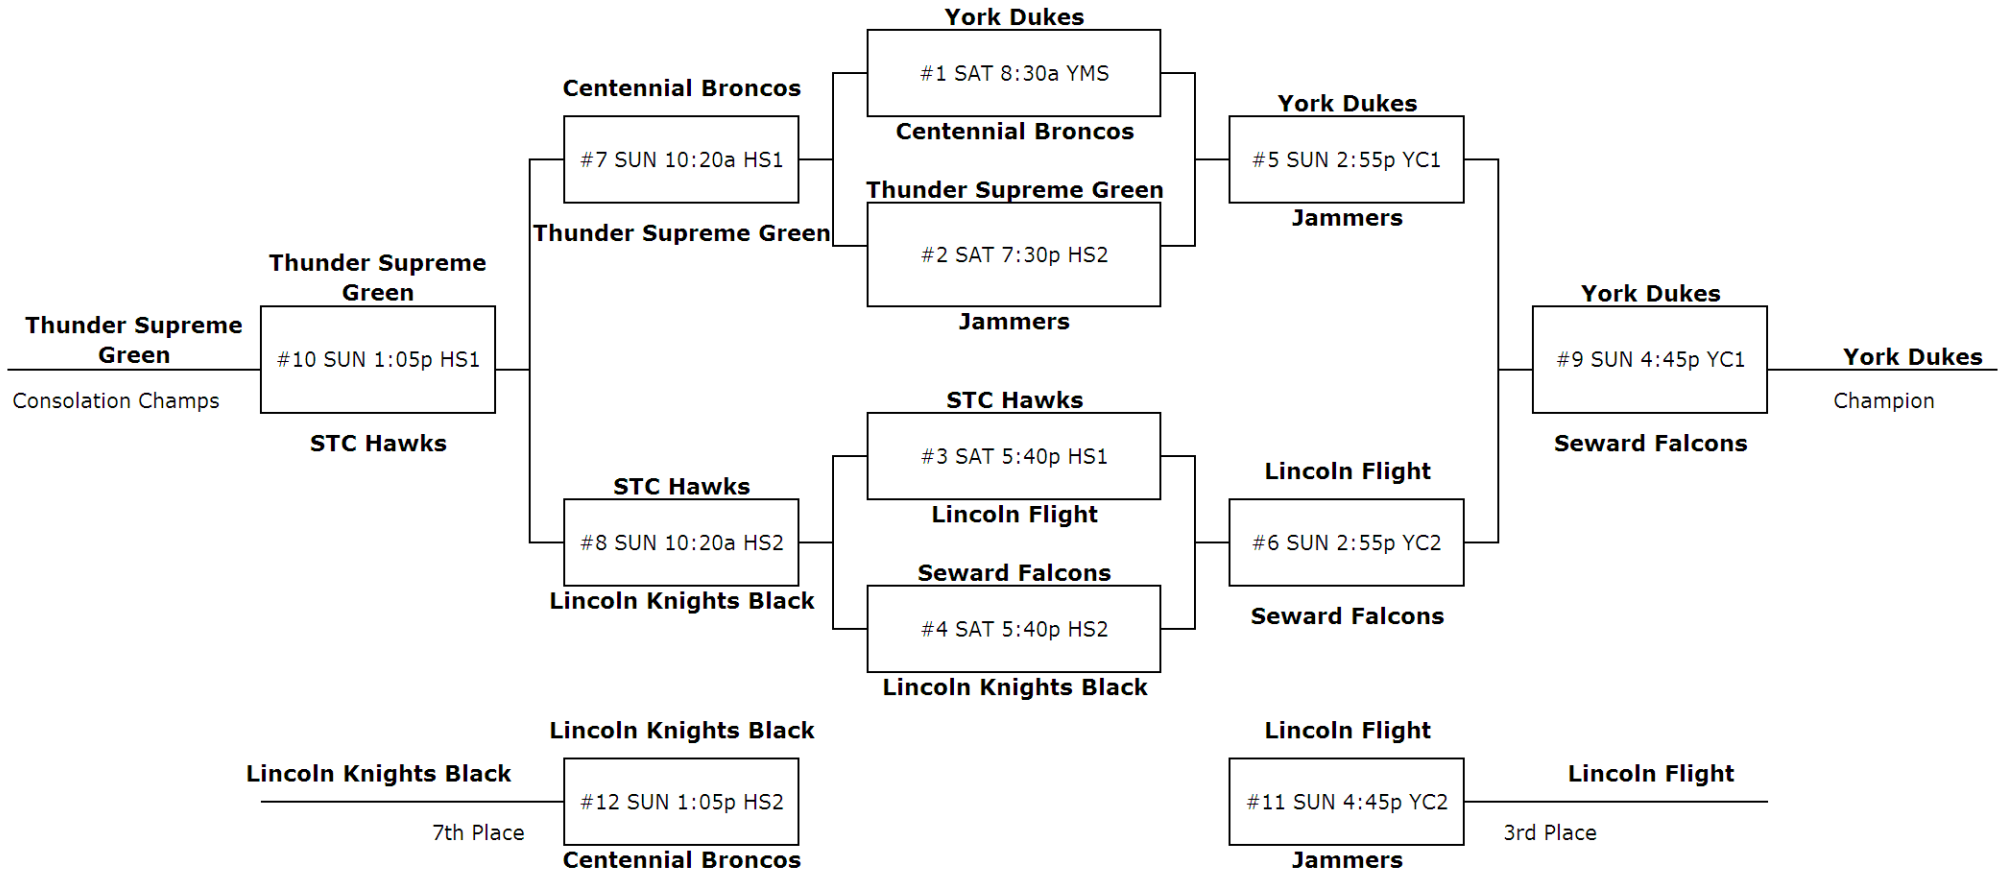 York Dukes
#1 SAT 8:30a YMS
Centennial Broncos
Centennial Broncos
#7 SUN 10:20a HS1
Thunder Supreme Green
York Dukes
#5 SUN 2:55p YC1
Jammers
Thunder Supreme Green
#2 SAT 7:30p HS2
Jammers
Thunder Supreme
Green
#10 SUN 1:05p HS1
STC Hawks
Thunder Supreme
Green
Consolation Champs
York Dukes
#9 SUN 4:45p YC1
Seward Falcons
York Dukes
Champion
STC Hawks
#3 SAT 5:40p HS1
Lincoln Flight
STC Hawks
#8 SUN 10:20a HS2
Lincoln Knights Black
Lincoln Flight
#6 SUN 2:55p YC2
Seward Falcons
Seward Falcons
#4 SAT 5:40p HS2
Lincoln Knights Black
Lincoln Knights Black
#12 SUN 1:05p HS2
Centennial Broncos
Lincoln Knights Black
7th Place
Lincoln Flight
#11 SUN 4:45p YC2
Jammers
Lincoln Flight
3rd Place